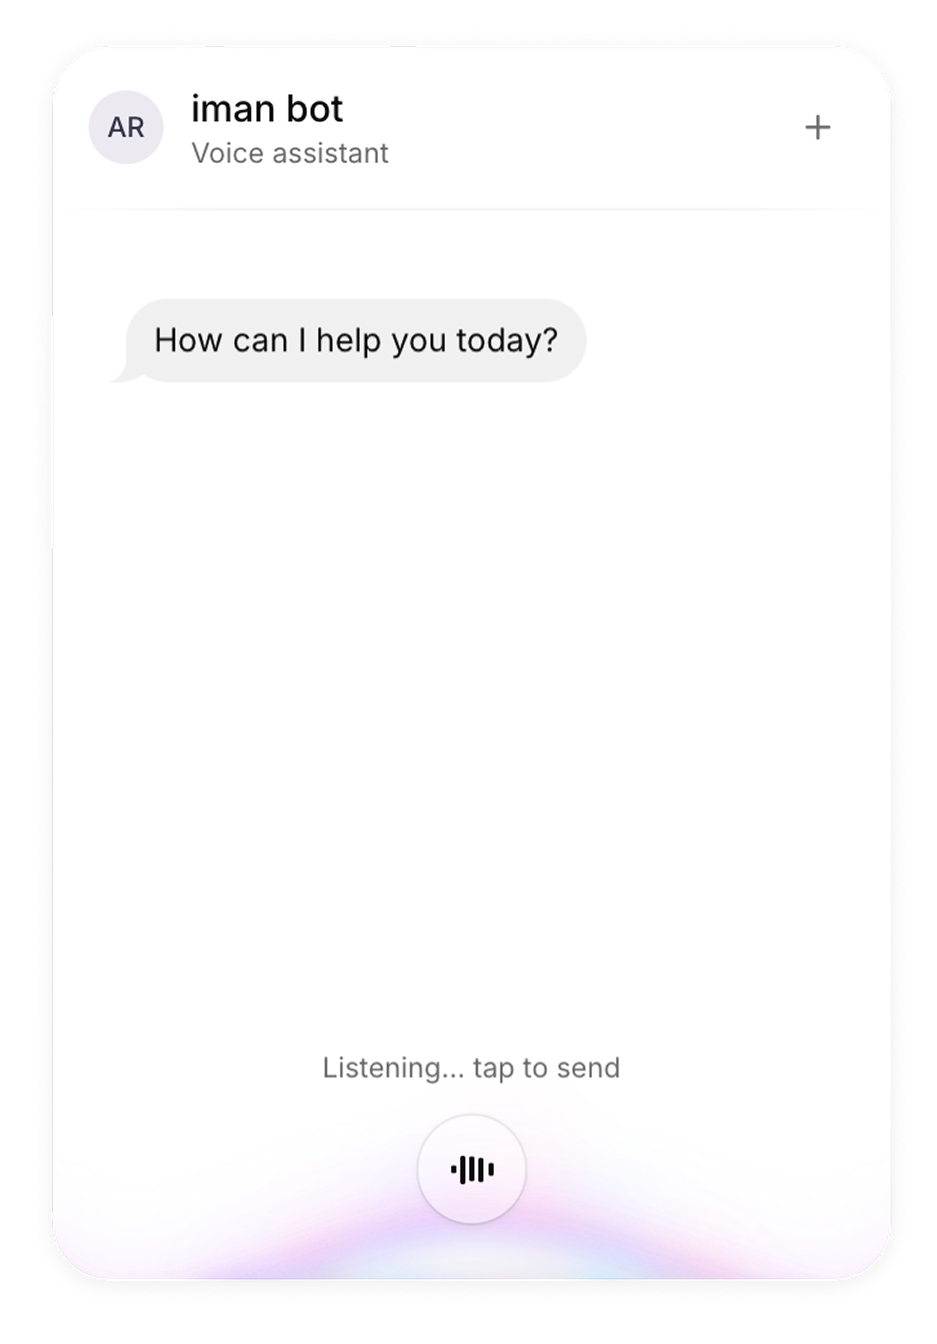 AR
iman bot
Voice assistant
How can I help you today?
Listening... tap to send